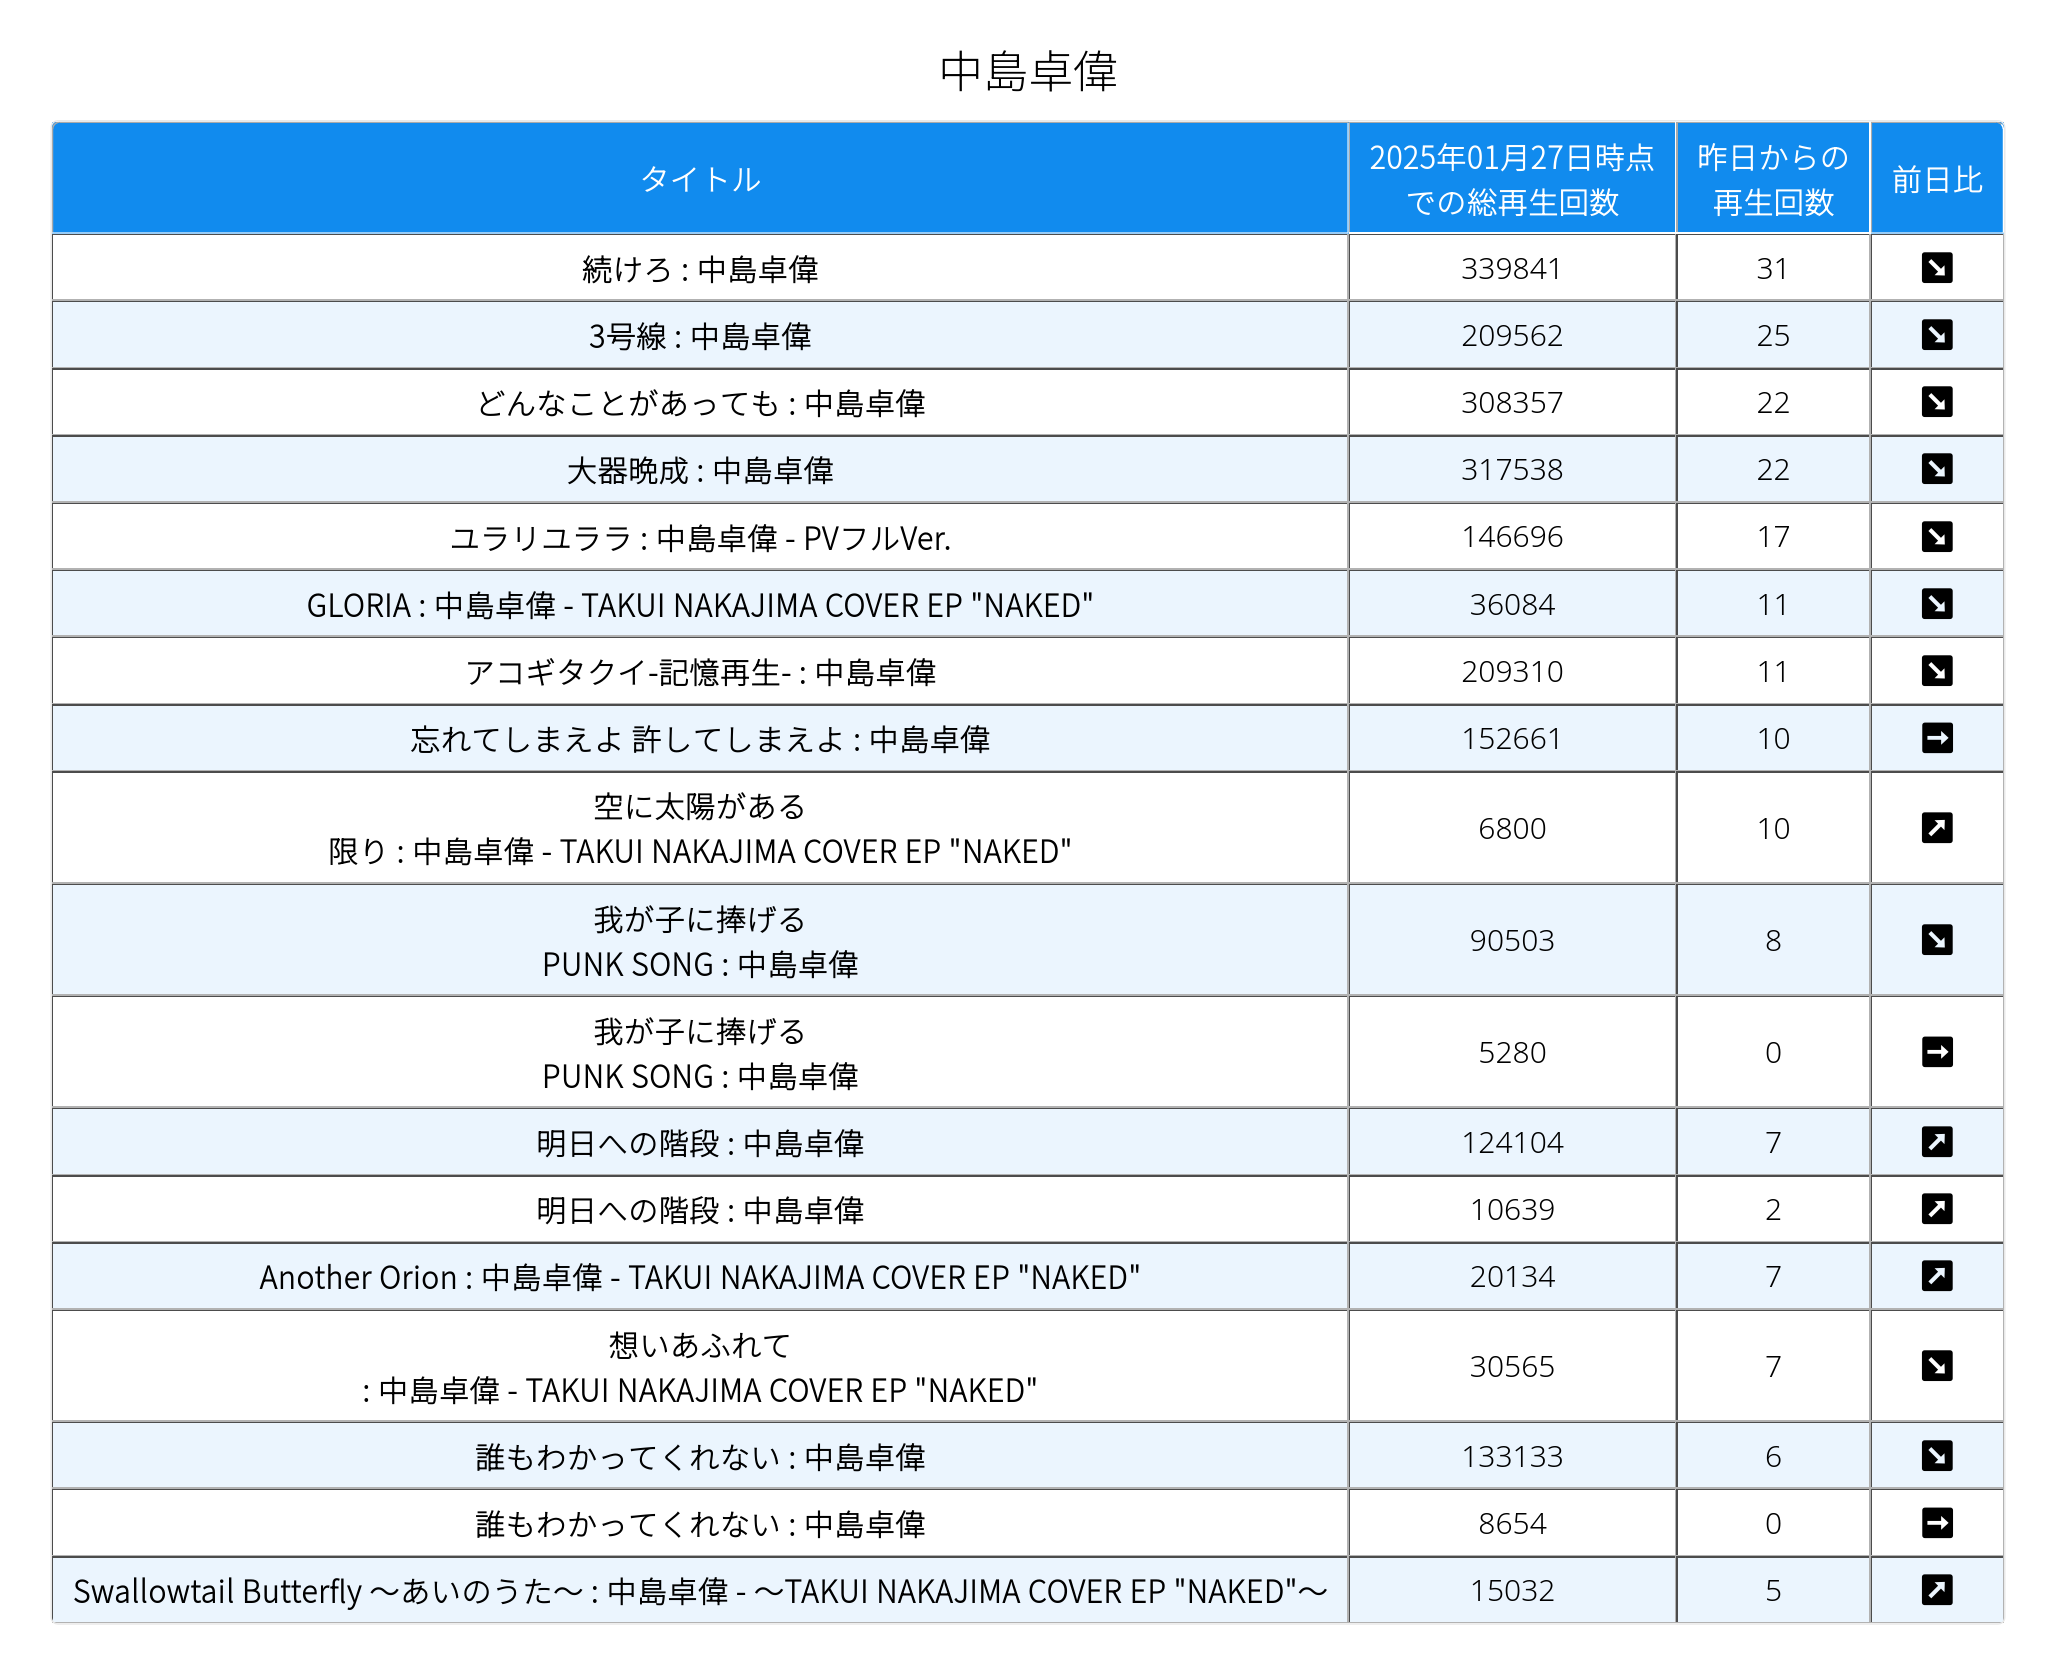 中島卓偉
タイトル
2025年01月27日時点
での総再生回数
昨日からの
再生回数
前日比
続けろ : 中島卓偉 339841 31 ↘
3号線 : 中島卓偉 209562 25 ↘
どんなことがあっても : 中島卓偉 308357 22 ↘
大器晩成 : 中島卓偉 317538 22 ↘
ユラリユララ : 中島卓偉 - PVフルVer. 146696 17 ↘
GLORIA : 中島卓偉 - TAKUI NAKAJIMA COVER EP "NAKED" 36084 11 ↘
アコギタクイ-記憶再生- : 中島卓偉 209310 11 ↘
忘れてしまえよ 許してしまえよ : 中島卓偉 152661 10 →
空に太陽がある
限り : 中島卓偉 - TAKUI NAKAJIMA COVER EP "NAKED" 6800 10 ↗
我が子に捧げる
PUNK SONG : 中島卓偉 90503 8 ↘
我が子に捧げる
PUNK SONG : 中島卓偉 5280 0 →
明日への階段 : 中島卓偉 124104 7 ↗
明日への階段 : 中島卓偉 10639 2 ↗
Another Orion : 中島卓偉 - TAKUI NAKAJIMA COVER EP "NAKED" 20134 7 ↗
想いあふれて
: 中島卓偉 - TAKUI NAKAJIMA COVER EP "NAKED" 30565 7 ↘
誰もわかってくれない : 中島卓偉 133133 6 ↘
誰もわかってくれない : 中島卓偉 8654 0 →
Swallowtail Butterfly 〜あいのうた〜 : 中島卓偉 - 〜TAKUI NAKAJIMA COVER EP "NAKED"〜 15032 5 ↗